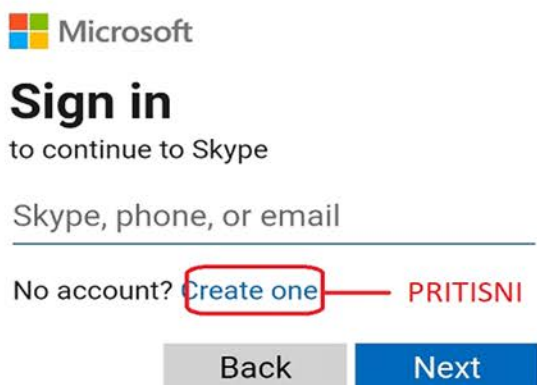 Microsoft
Sign in
to continue to Skype
Skype, phone, or email
No account? Create one PRITISNI
Back Next